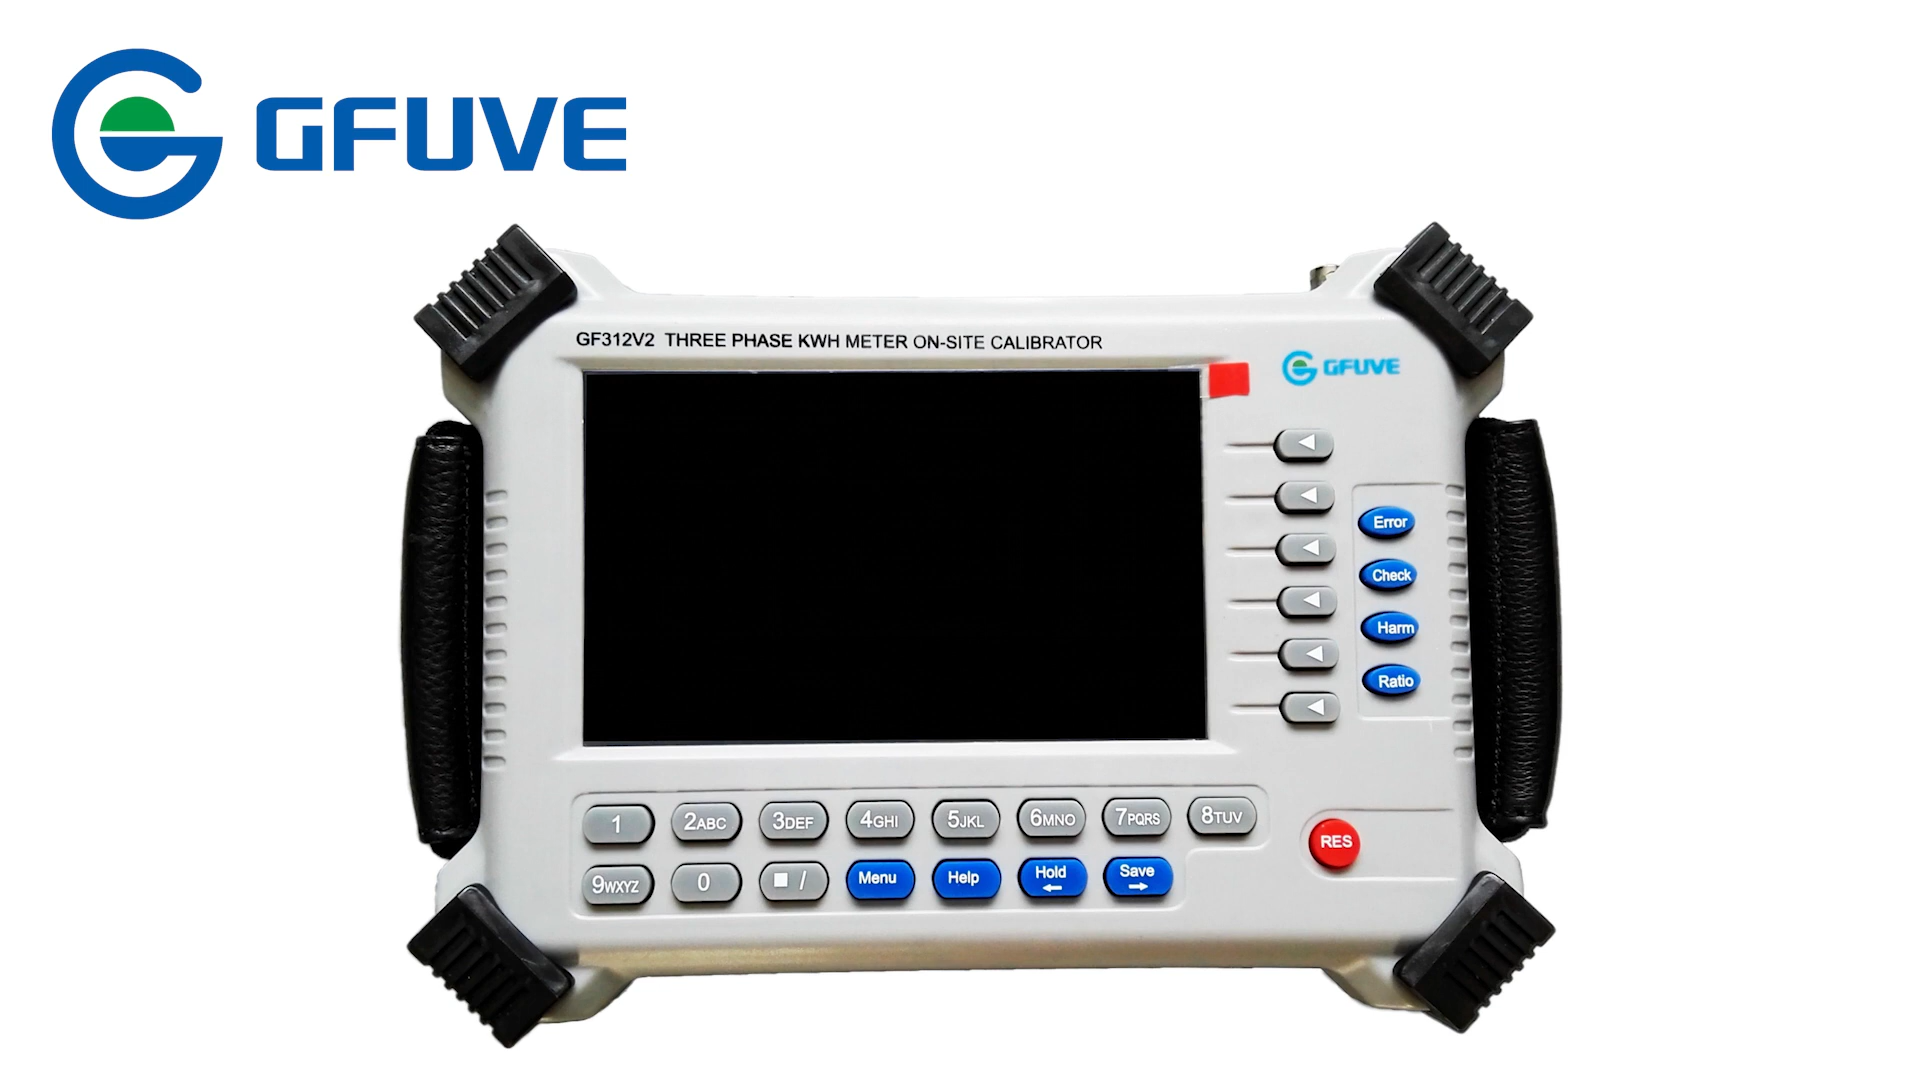 GFUVE
GF312V2 THREE PHASE KWH METER ON-SITE CALIBRATOR
GFUVE
Error
Check
Harm
Ratio
1 2ABC 3DEF 4GHI 5JKL 6MNO 7PQRS 8TUV
RES
9WXYZ 0 ■ / Menu Help Hold Save
← →